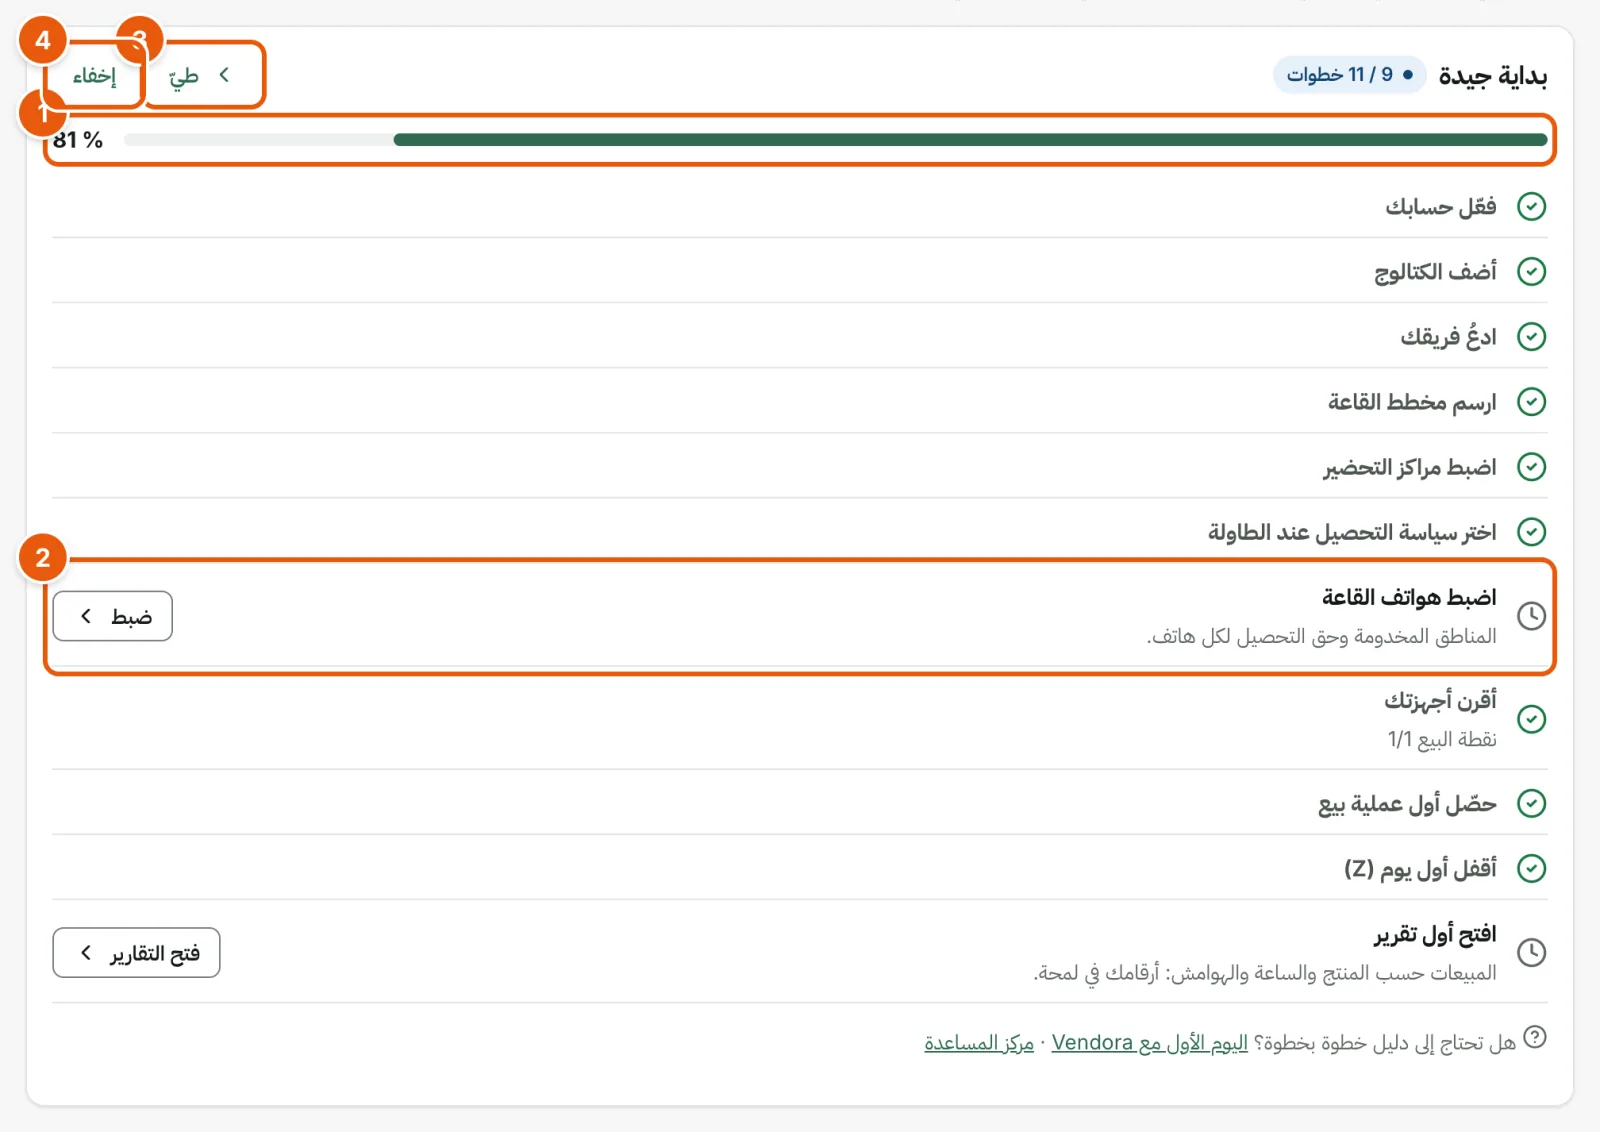 بداية جيدة
9 / 11 خطوات
طيّ
3
إخفاء
4
1
81 %
فعّل حسابك
أضف الكتالوج
ادعُ فريقك
ارسم مخطط القاعة
اضبط مراكز التحضير
اختر سياسة التحصيل عند الطاولة
2
اضبط هواتف القاعة
المناطق المخدومة وحق التحصيل لكل هاتف.
ضبط
أقرن أجهزتك
نقطة البيع 1/1
حصّل أول عملية بيع
أقفل أول يوم (Z)
افتح أول تقرير
المبيعات حسب المنتج والساعة والهوامش: أرقامك في لمحة.
فتح التقارير
هل تحتاج إلى دليل خطوة بخطوة؟ اليوم الأول مع Vendora · مركز المساعدة